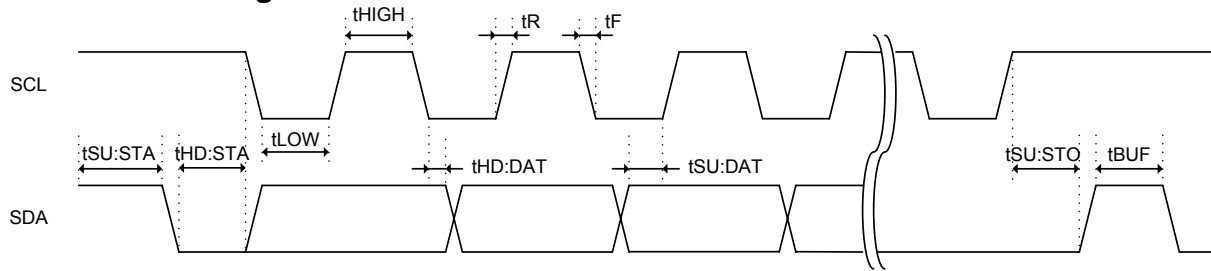 tHIGH
tR
tF
SCL
tSU:STA
tHD:STA
tLOW
tHD:DAT
tSU:DAT
tSU:STO
tBUF
SDA